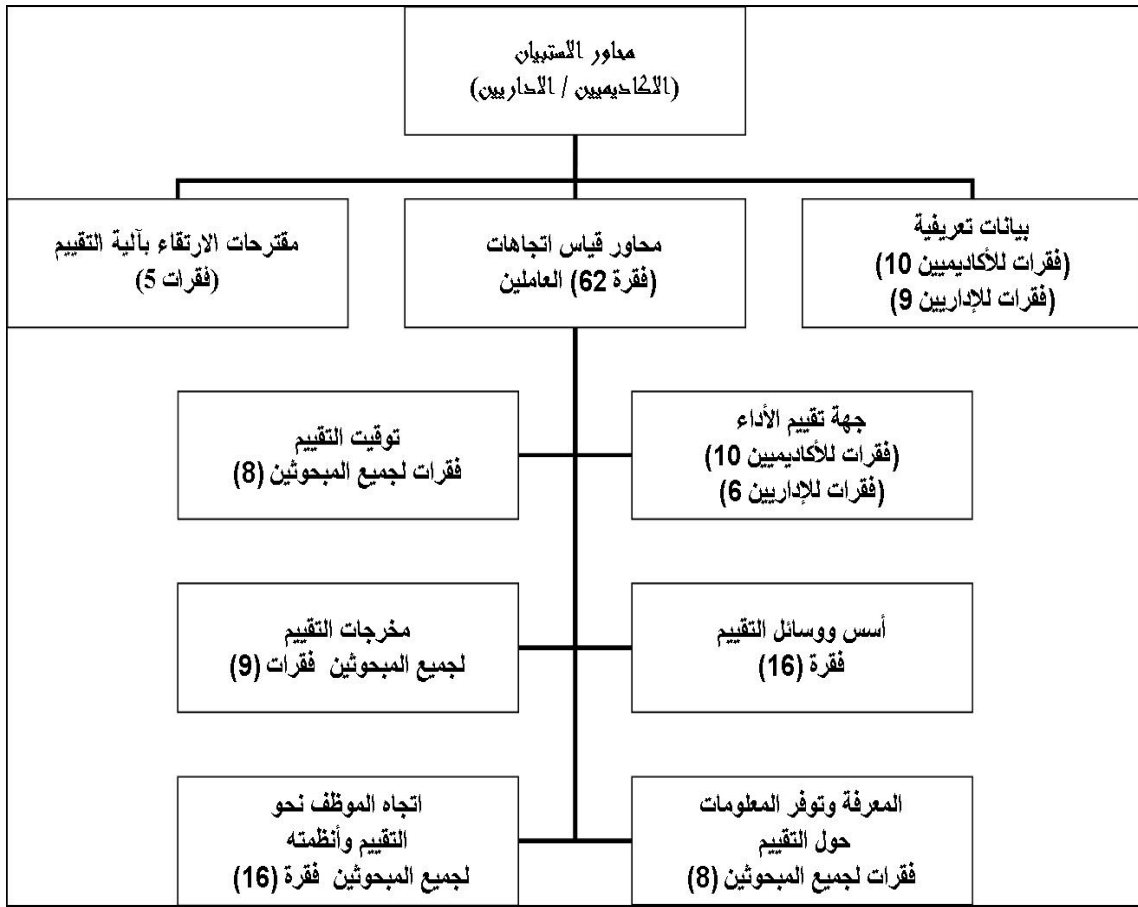 محاور الاستبيان
(الاكاديميين / الاداريين)
بيانات تعريفية
(10 فقرات للأكاديميين)
(9 فقرات للإداريين)
محاور قياس اتجاهات
العاملين (62 فقرة)
مقترحات الارتقاء بآلية التقييم
(5 فقرات)
جهة تقييم الأداء
(10 فقرات للأكاديميين)
(6 فقرات للإداريين)
توقيت التقييم
(8) فقرات لجميع المبحوثين
أسس ووسائل التقييم
(16) فقرة
مخرجات التقييم
(9) فقرات لجميع المبحوثين
المعرفة وتوفر المعلومات
حول التقييم
(8) فقرات لجميع المبحوثين
اتجاه الموظف نحو
التقييم وأنظمته
(16) فقرة لجميع المبحوثين